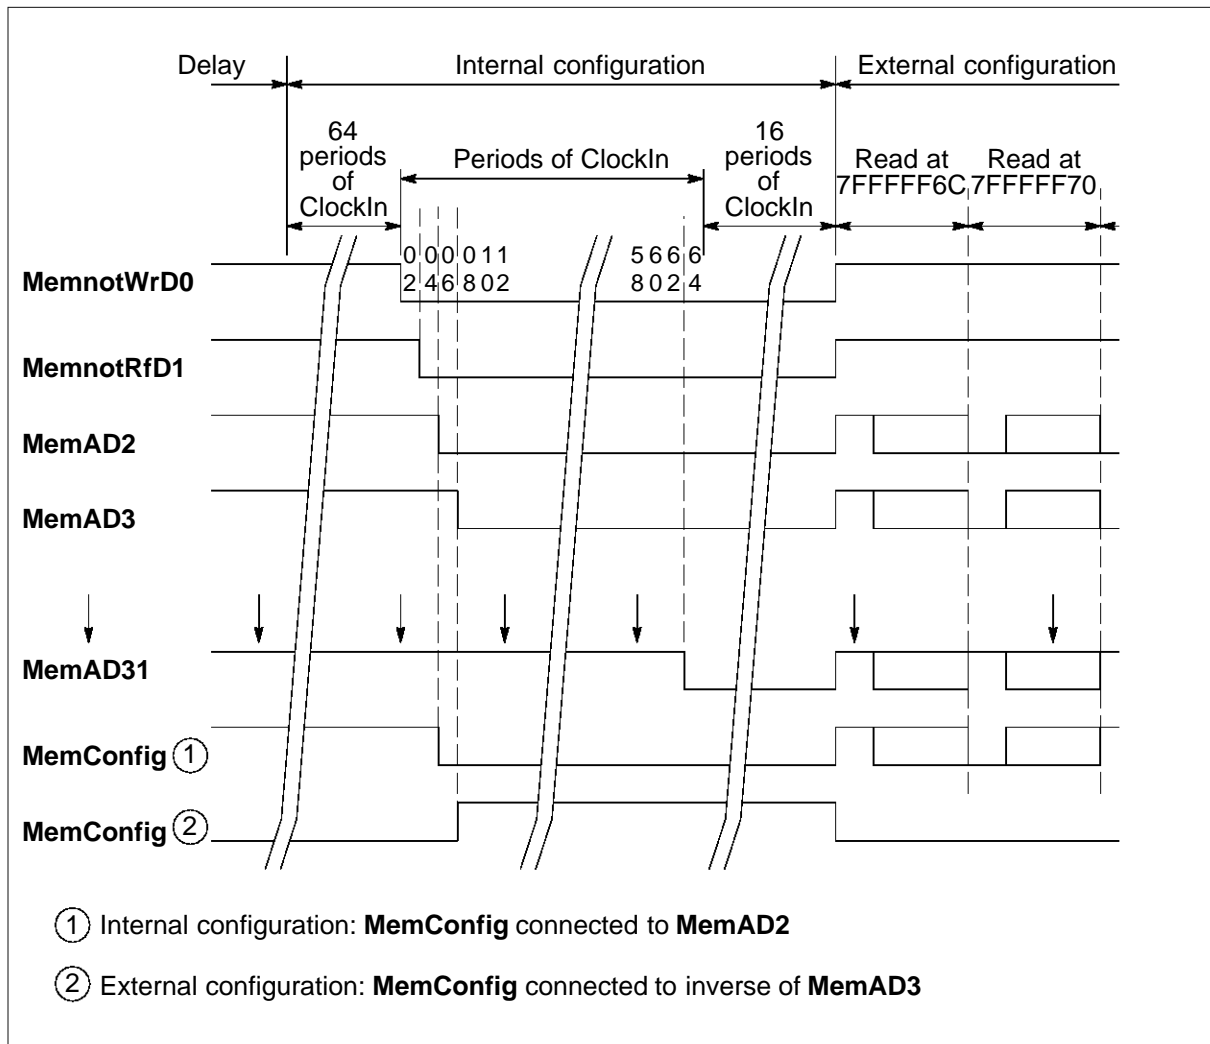 Delay Internal configuration External configuration
64 periods of ClockIn
Periods of ClockIn
16 periods of ClockIn
Read at 7FFFFF6C
Read at 7FFFFF70
0 0 0 0 1 1 5 6 6 6
2 4 6 8 0 2 8 0 2 4
MemnotWrD0
MemnotRfD1
MemAD2
MemAD3
MemAD31
MemConfig 1
MemConfig 2
1 Internal configuration: MemConfig connected to MemAD2
2 External configuration: MemConfig connected to inverse of MemAD3